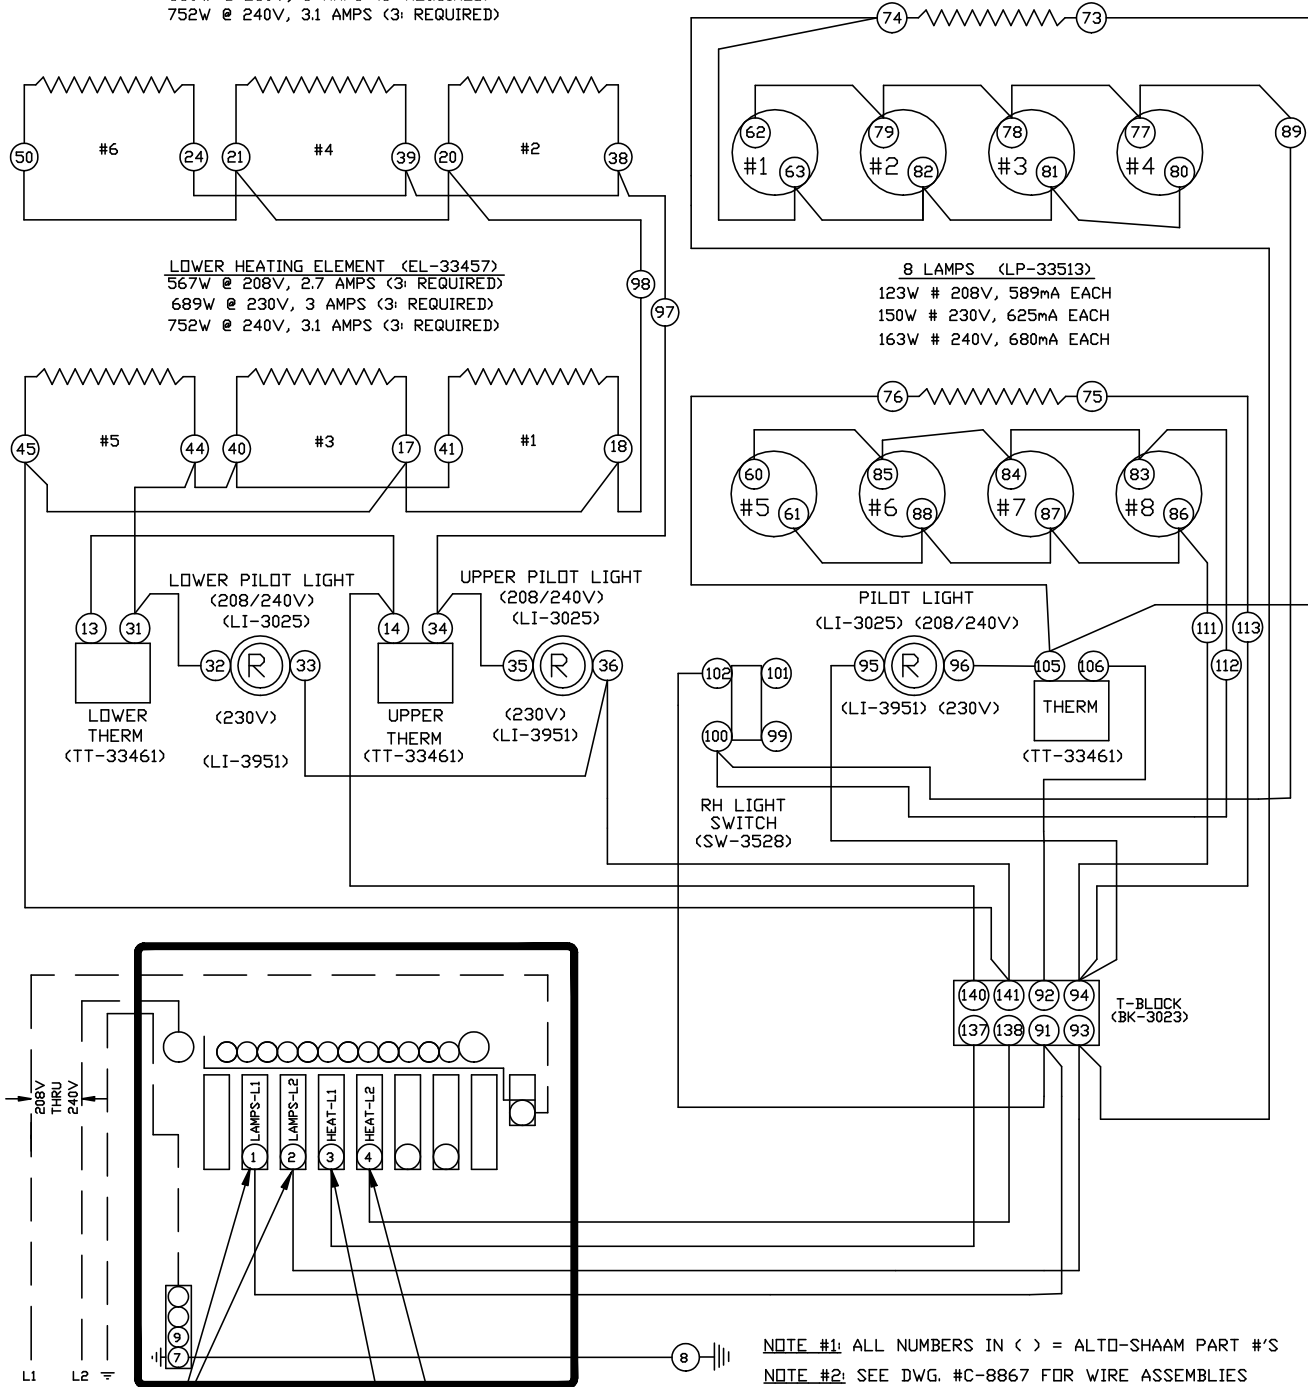 752W @ 240V, 3.1 AMPS (3: REQUIRED)
74
73
62
79
78
77
89
#1
63
#2
82
#3
81
#4
80
50
#6
24
21
#4
39
20
#2
38
LOWER HEATING ELEMENT (EL-33457)
567W @ 208V, 2.7 AMPS (3: REQUIRED)
689W @ 230V, 3 AMPS (3: REQUIRED)
752W @ 240V, 3.1 AMPS (3: REQUIRED)
98
97
8 LAMPS (LP-33513)
123W # 208V, 589mA EACH
150W # 230V, 625mA EACH
163W # 240V, 680mA EACH
76
75
45
#5
44
40
#3
17
41
#1
18
60
85
84
83
#5
61
#6
88
#7
87
#8
86
LOWER PILOT LIGHT
(208/240V)
(LI-3025)
UPPER PILOT LIGHT
(208/240V)
(LI-3025)
PILOT LIGHT
(LI-3025) (208/240V)
13
31
32
R
33
14
34
35
R
36
102
101
95
R
96
105
106
111
113
112
LOWER
THERM
(TT-33461)
(230V)
(LI-3951)
UPPER
THERM
(TT-33461)
(230V)
(LI-3951)
100
99
(LI-3951) (230V)
THERM
(TT-33461)
RH LIGHT
SWITCH
(SW-3528)
140
141
92
94
137
138
91
93
T-BLOCK
(BK-3023)
208V
THRU
240V
LAMPS-L1
LAMPS-L2
HEAT-L1
HEAT-L2
1
2
3
4
9
7
8
L1
L2
NOTE #1: ALL NUMBERS IN ( ) = ALTO-SHAAM PART #'S
NOTE #2: SEE DWG. #C-8867 FOR WIRE ASSEMBLIES